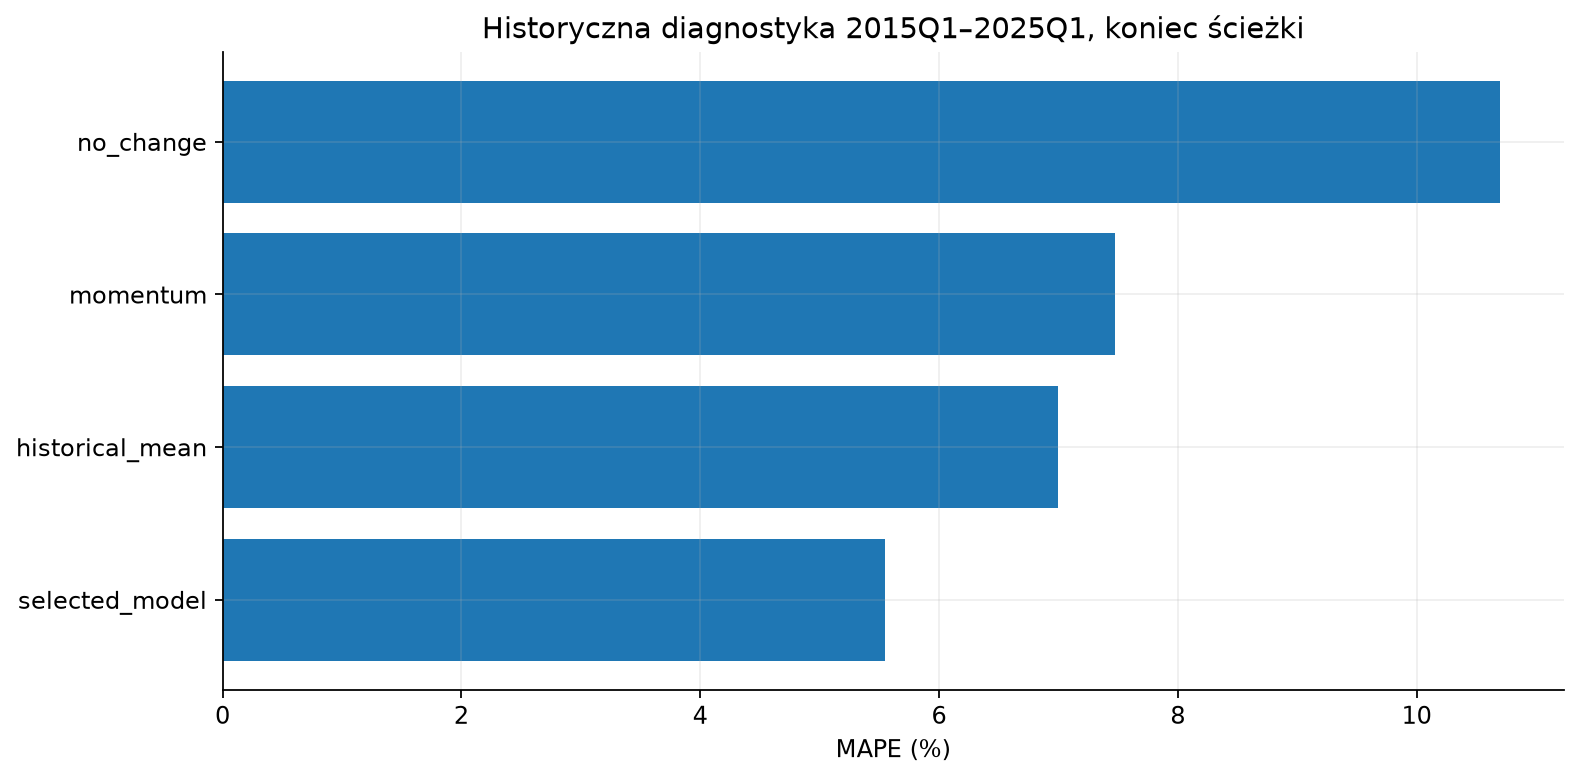 Historyczna diagnostyka 2015Q1–2025Q1, koniec ścieżki
no_change
momentum
historical_mean
selected_model
0 2 4 6 8 10
MAPE (%)